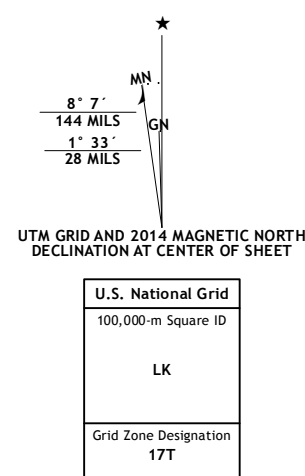 ★
MN
8° 7´
144 MILS
GN
1° 33´
28 MILS
UTM GRID AND 2014 MAGNETIC NORTH
DECLINATION AT CENTER OF SHEET
U.S. National Grid
100,000-m Square ID
LK
Grid Zone Designation
17T